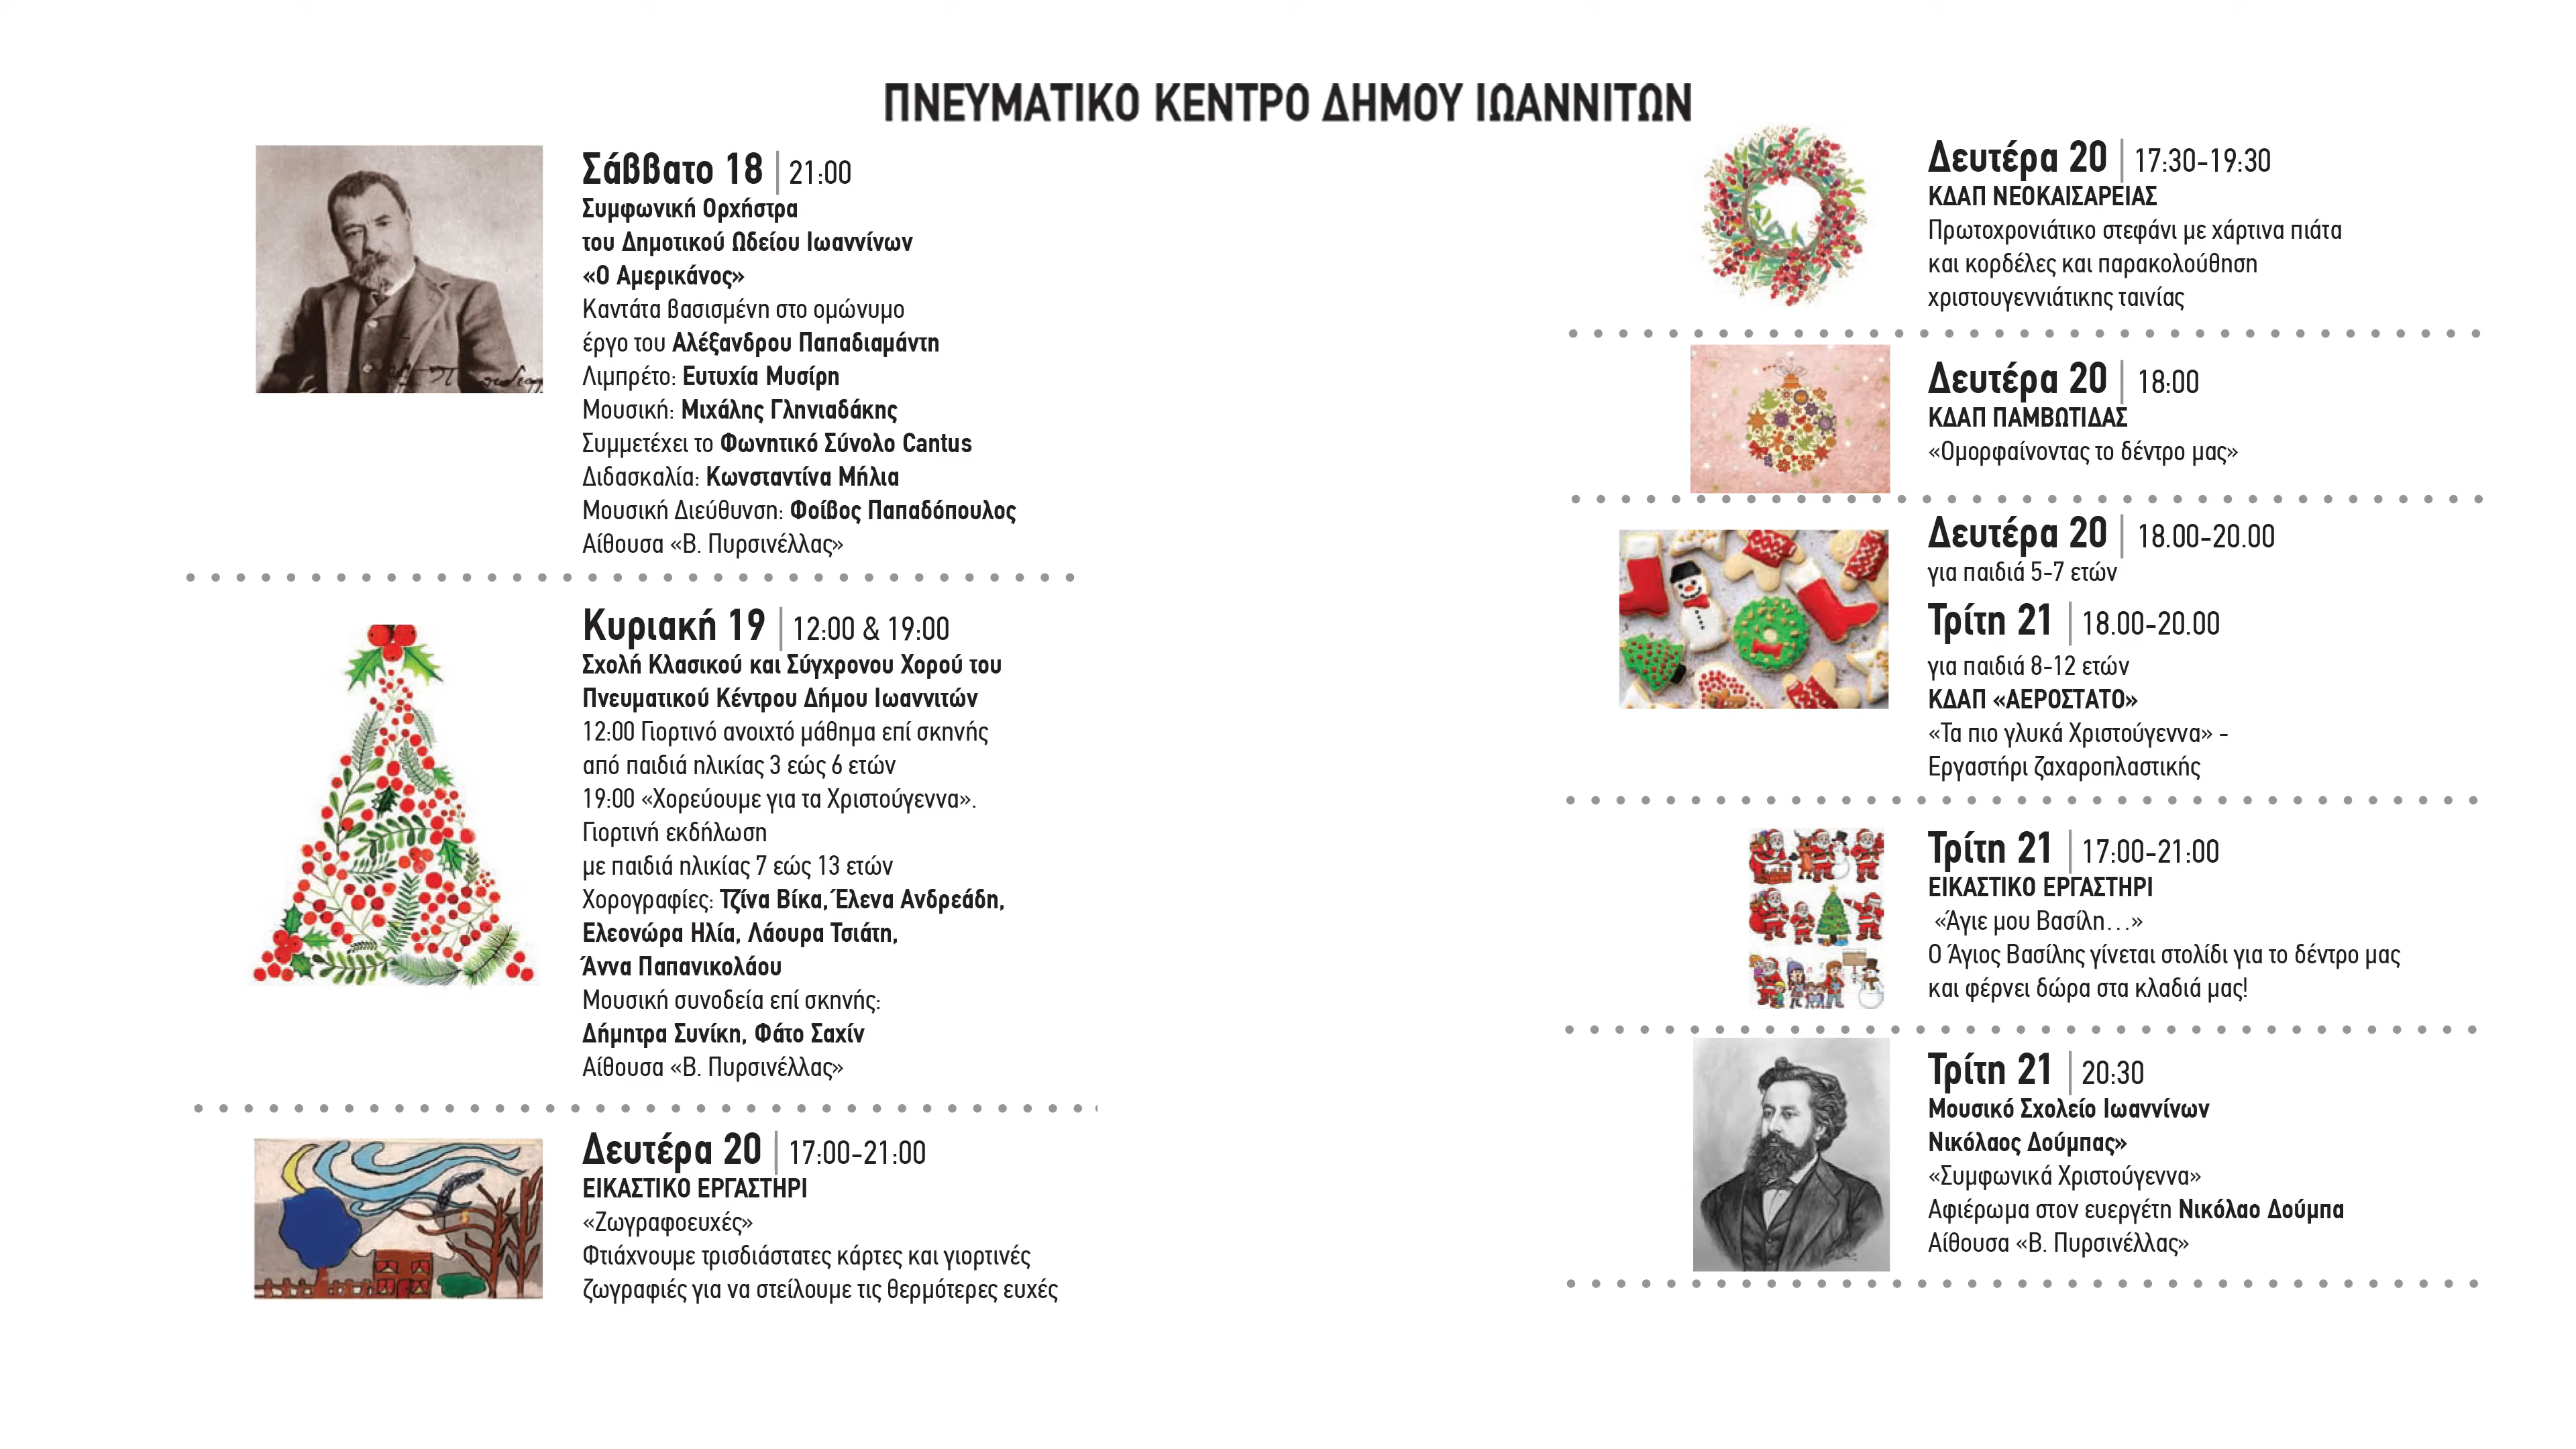 ΠΝΕΥΜΑΤΙΚΟ ΚΕΝΤΡΟ ΔΗΜΟΥ ΙΩΑΝΝΙΤΩΝ
Σάββατο 18 | 21:00
Συμφωνική Ορχήστρα
του Δημοτικού Ωδείου Ιωαννίνων
«Ο Αμερικάνος»
Καντάτα βασισμένη στο ομώνυμο
έργο του Αλέξανδρου Παπαδιαμάντη
Λιμπρέτο: Ευτυχία Μυσίρη
Μουσική: Μιχάλης Γληνιαδάκης
Συμμετέχει το Φωνητικό Σύνολο Cantus
Διδασκαλία: Κωνσταντίνα Μήλια
Μουσική Διεύθυνση: Φοίβος Παπαδόπουλος
Αίθουσα «Β. Πυρσινέλλας»
Κυριακή 19 | 12:00 & 19:00
Σχολή Κλασικού και Σύγχρονου Χορού του
Πνευματικού Κέντρου Δήμου Ιωαννιτών
12:00 Γιορτινό ανοιχτό μάθημα επί σκηνής
από παιδιά ηλικίας 3 εώς 6 ετών
19:00 «Χορεύουμε για τα Χριστούγεννα».
Γιορτινή εκδήλωση
με παιδιά ηλικίας 7 εώς 13 ετών
Χορογραφίες: Τζίνα Βίκα, Έλενα Ανδρεάδη,
Ελεονώρα Ηλία, Λάουρα Τσιάτη,
Άννα Παπανικολάου
Μουσική συνοδεία επί σκηνής:
Δήμητρα Συνίκη, Φάτο Σαχίν
Αίθουσα «Β. Πυρσινέλλας»
Δευτέρα 20 | 17:00-21:00
ΕΙΚΑΣΤΙΚΟ ΕΡΓΑΣΤΗΡΙ
«Ζωγραφοευχές»
Φτιάχνουμε τρισδιάστατες κάρτες και γιορτινές
ζωγραφιές για να στείλουμε τις θερμότερες ευχές
Δευτέρα 20 | 17:30-19:30
ΚΔΑΠ ΝΕΟΚΑΙΣΑΡΕΙΑΣ
Πρωτοχρονιάτικο στεφάνι με χάρτινα πιάτα
και κορδέλες και παρακολούθηση
χριστουγεννιάτικης ταινίας
Δευτέρα 20 | 18:00
ΚΔΑΠ ΠΑΜΒΩΤΙΔΑΣ
«Ομορφαίνοντας το δέντρο μας»
Δευτέρα 20 | 18.00-20.00
για παιδιά 5-7 ετών
Τρίτη 21 | 18.00-20.00
για παιδιά 8-12 ετών
ΚΔΑΠ «ΑΕΡΟΣΤΑΤΟ»
«Τα πιο γλυκά Χριστούγεννα» -
Εργαστήρι ζαχαροπλαστικής
Τρίτη 21 | 17:00-21:00
ΕΙΚΑΣΤΙΚΟ ΕΡΓΑΣΤΗΡΙ
«Άγιε μου Βασίλη...»
Ο Άγιος Βασίλης γίνεται στολίδι για το δέντρο μας
και φέρνει δώρα στα κλαδιά μας!
Τρίτη 21 | 20:30
Μουσικό Σχολείο Ιωαννίνων
Νικόλαος Δούμπας»
«Συμφωνικά Χριστούγεννα»
Αφιέρωμα στον ευεργέτη Νικόλαο Δούμπα
Αίθουσα «Β. Πυρσινέλλας»